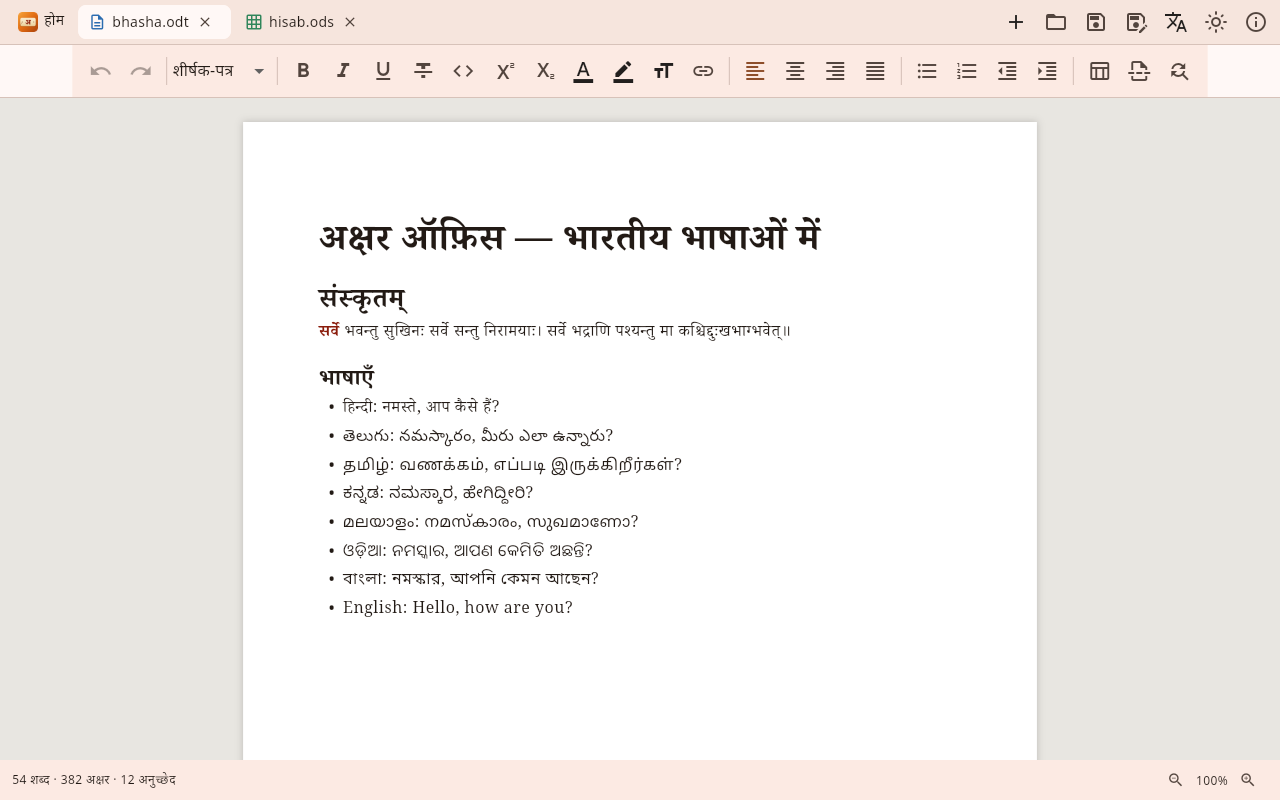 अ होम bhasha.odt hisab.ods
शीर्षक-पत्र
अक्षर ऑफ़िस — भारतीय भाषाओं में
संस्कृतम्
सर्वे भवन्तु सुखिनः सर्वे सन्तु निरामयाः। सर्वे भद्राणि पश्यन्तु मा कश्चिद्दुःखभाग्भवेत्॥
भाषाएँ
• हिन्दी: नमस्ते, आप कैसे हैं?
• తెలుగు: నమస్కారం, మీరు ఎలా ఉన్నారు?
• தமிழ்: வணக்கம், எப்படி இருக்கிறீர்கள்?
• ಕನ್ನಡ: ನಮಸ್ಕಾರ, ಹೇಗಿದ್ದೀರಿ?
• മലയാളം: നമസ്കാരം, സുഖമാണോ?
• ଓଡ଼ିଆ: ନମସ୍କାର, ଆପଣ କେମିତି ଅଛନ୍ତି?
• বাংলা: নমস্কার, আপনি কেমন আছেন?
• English: Hello, how are you?
54 शब्द · 382 अक्षर · 12 अनुच्छेद 100%